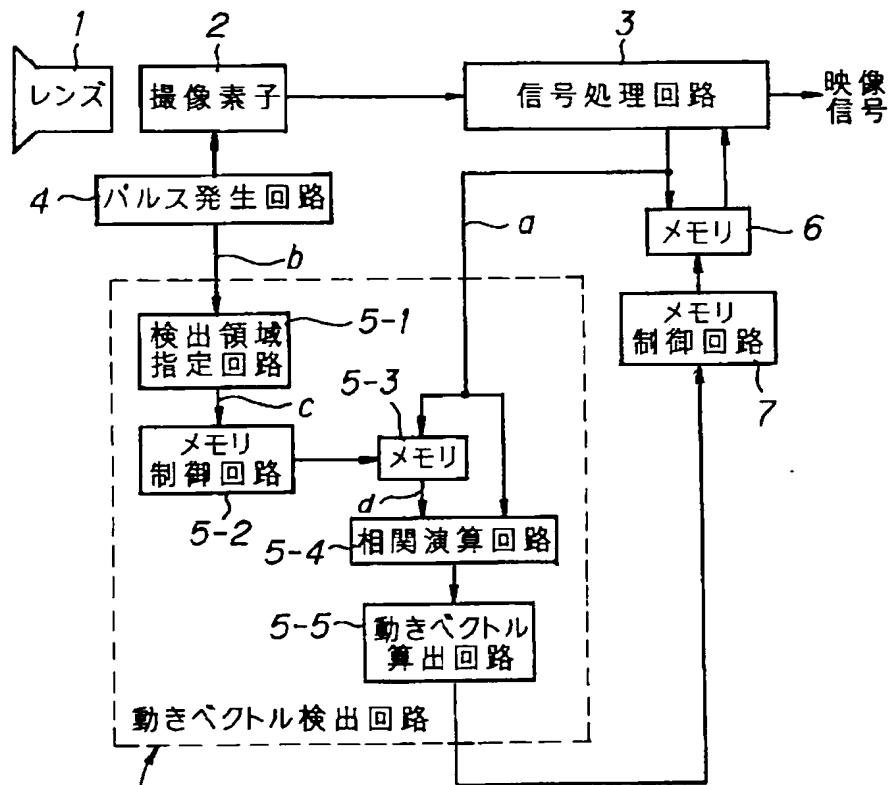 1
レンズ
2
撮像素子
3
信号処理回路
映像
信号
4
パルス発生回路
a
メモリ
6
b
メモリ
制御回路
7
5-1
検出領域
指定回路
c
5-3
メモリ
メモリ
制御回路
5-2
d
5-4
相関演算回路
5-5
動きベクトル
算出回路
動きベクトル検出回路